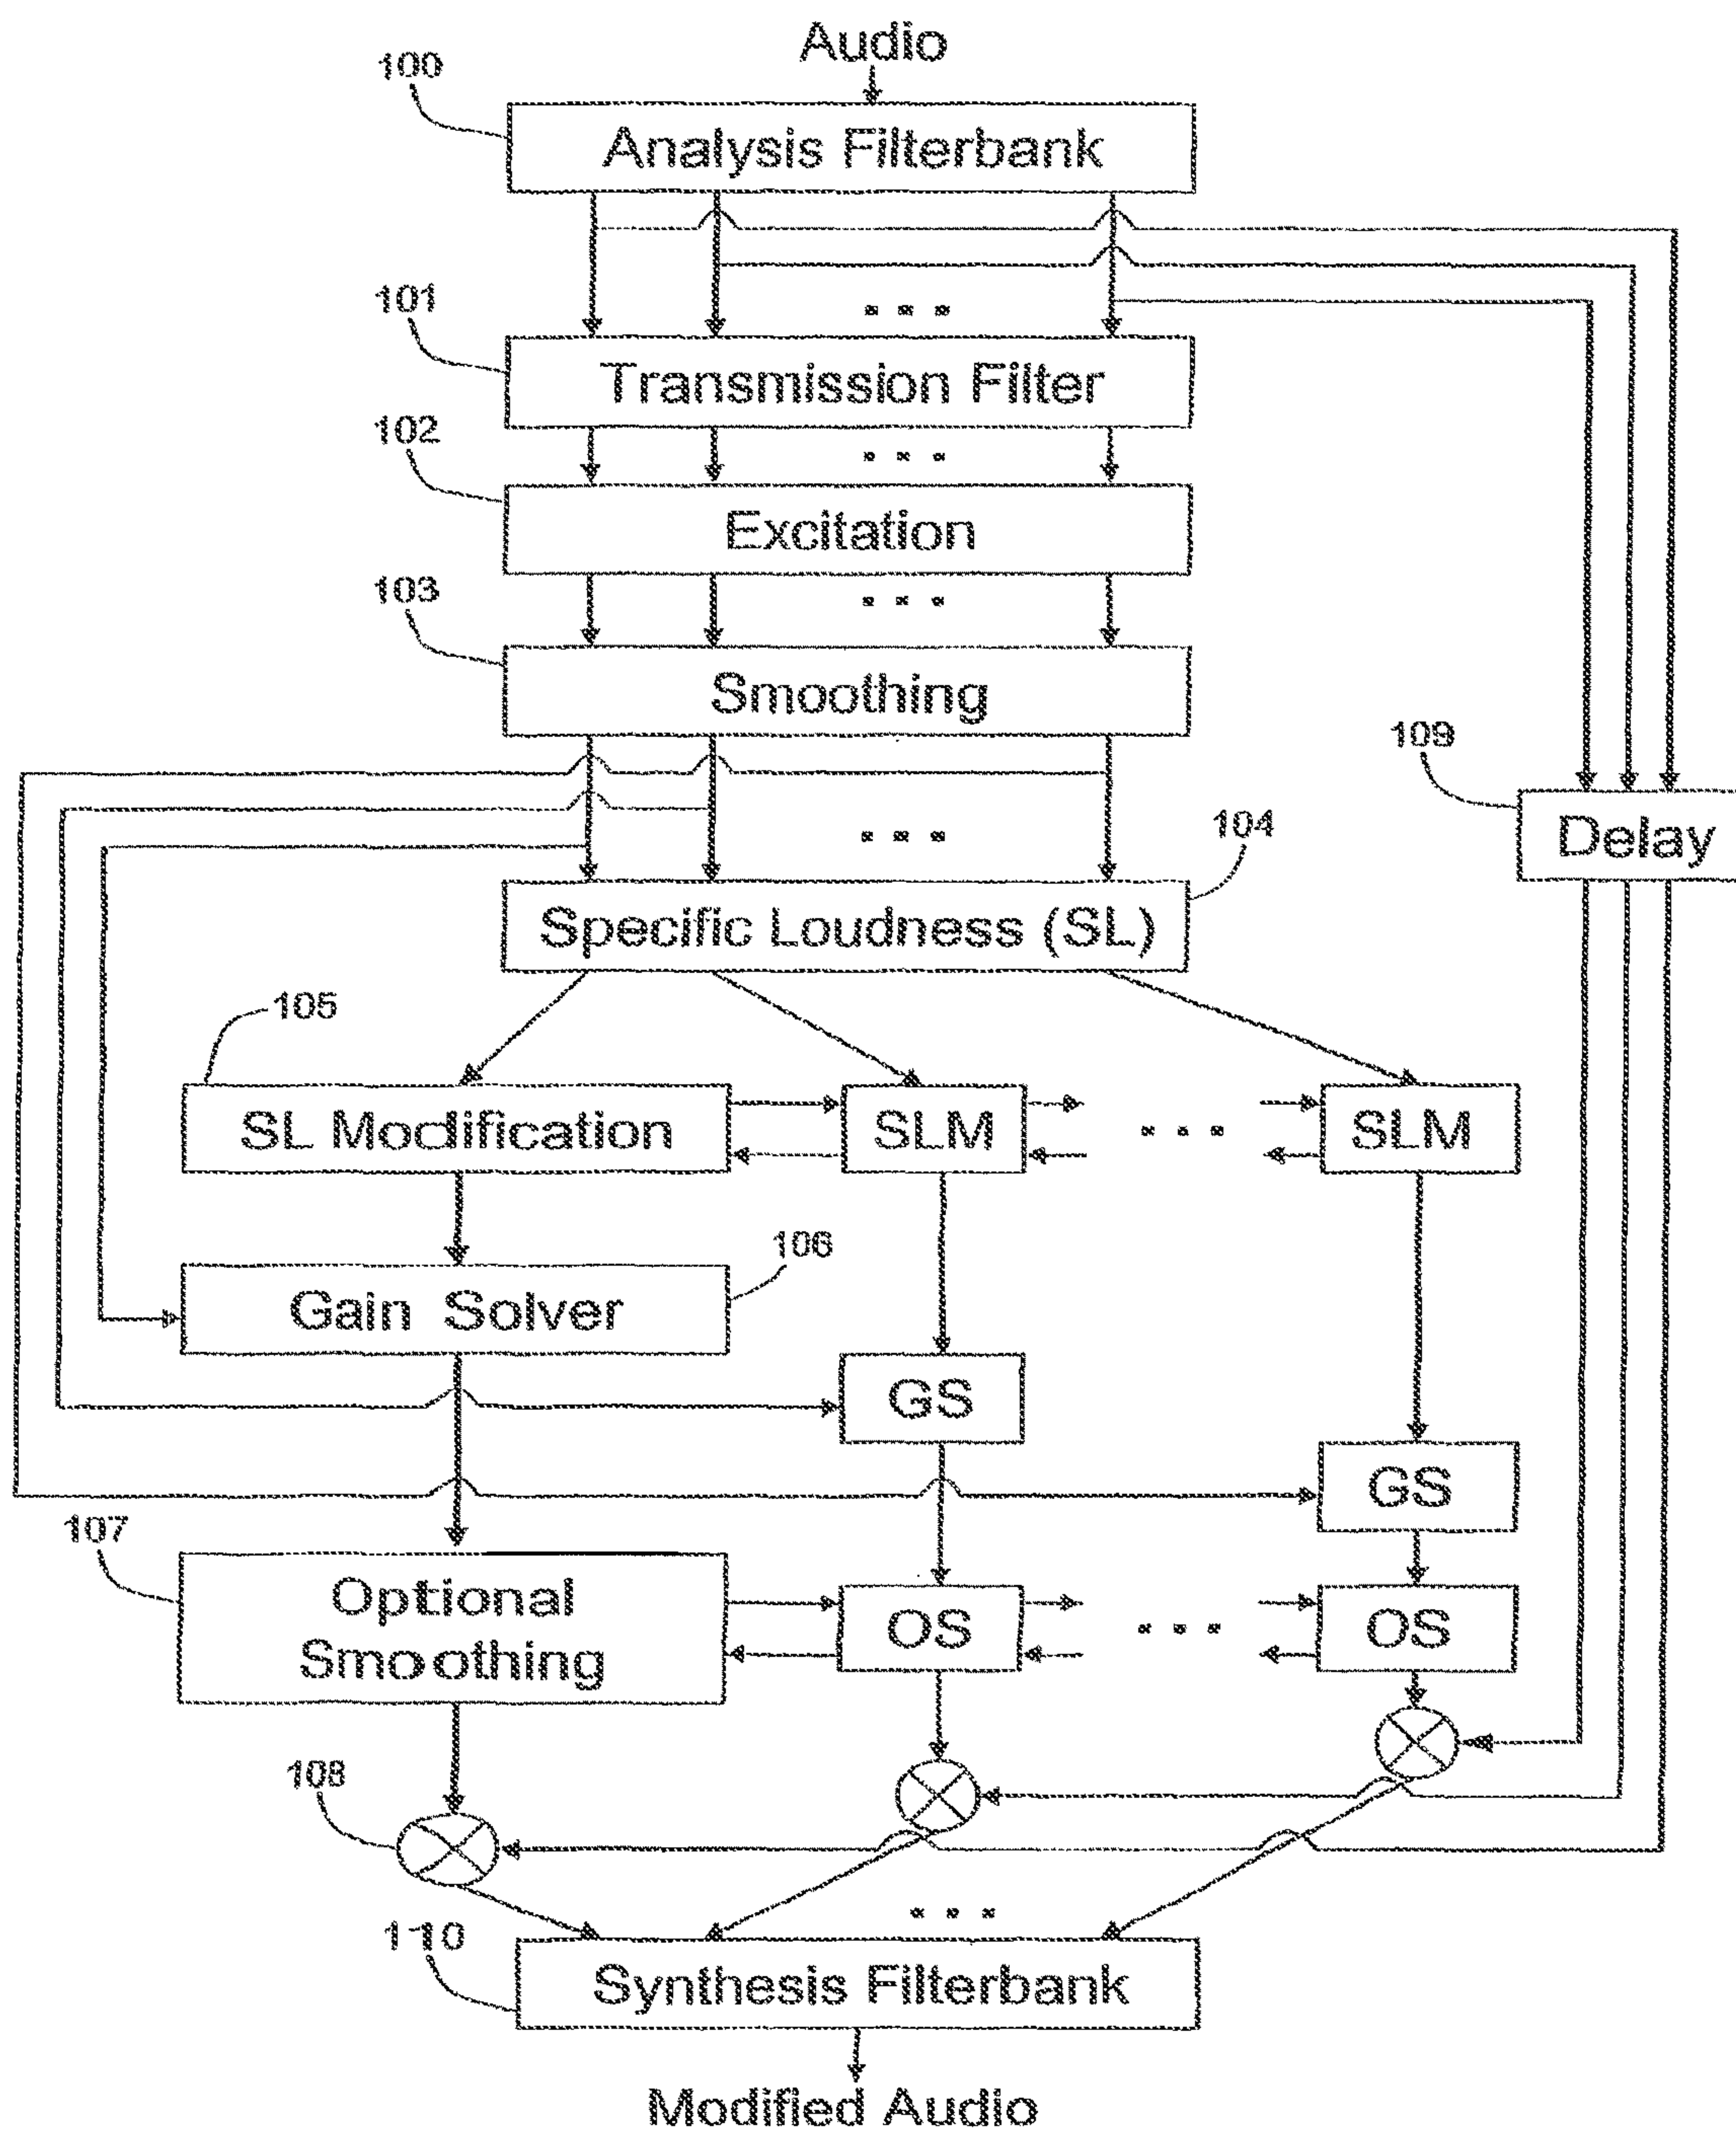 Audio
100
Analysis Filterbank
101
. . .
Transmission Filter
102
. . .
Excitation
103
. . .
Smoothing
109
Delay
. . .
104
Specific Loudness (SL)
105
SL Modification
SLM
. . .
SLM
106
Gain Solver
GS
GS
107
Optional
Smoothing
OS
. . .
OS
108
. . .
110
Synthesis Filterbank
Modified Audio